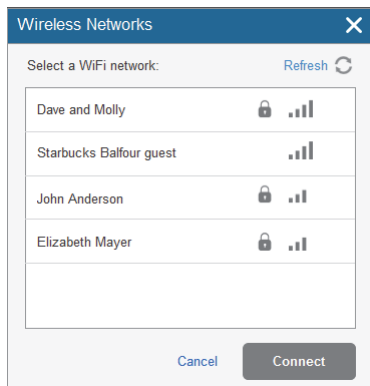 Wireless Networks
Select a WiFi network: Refresh
Dave and Molly
Starbucks Balfour guest
John Anderson
Elizabeth Mayer
Cancel Connect